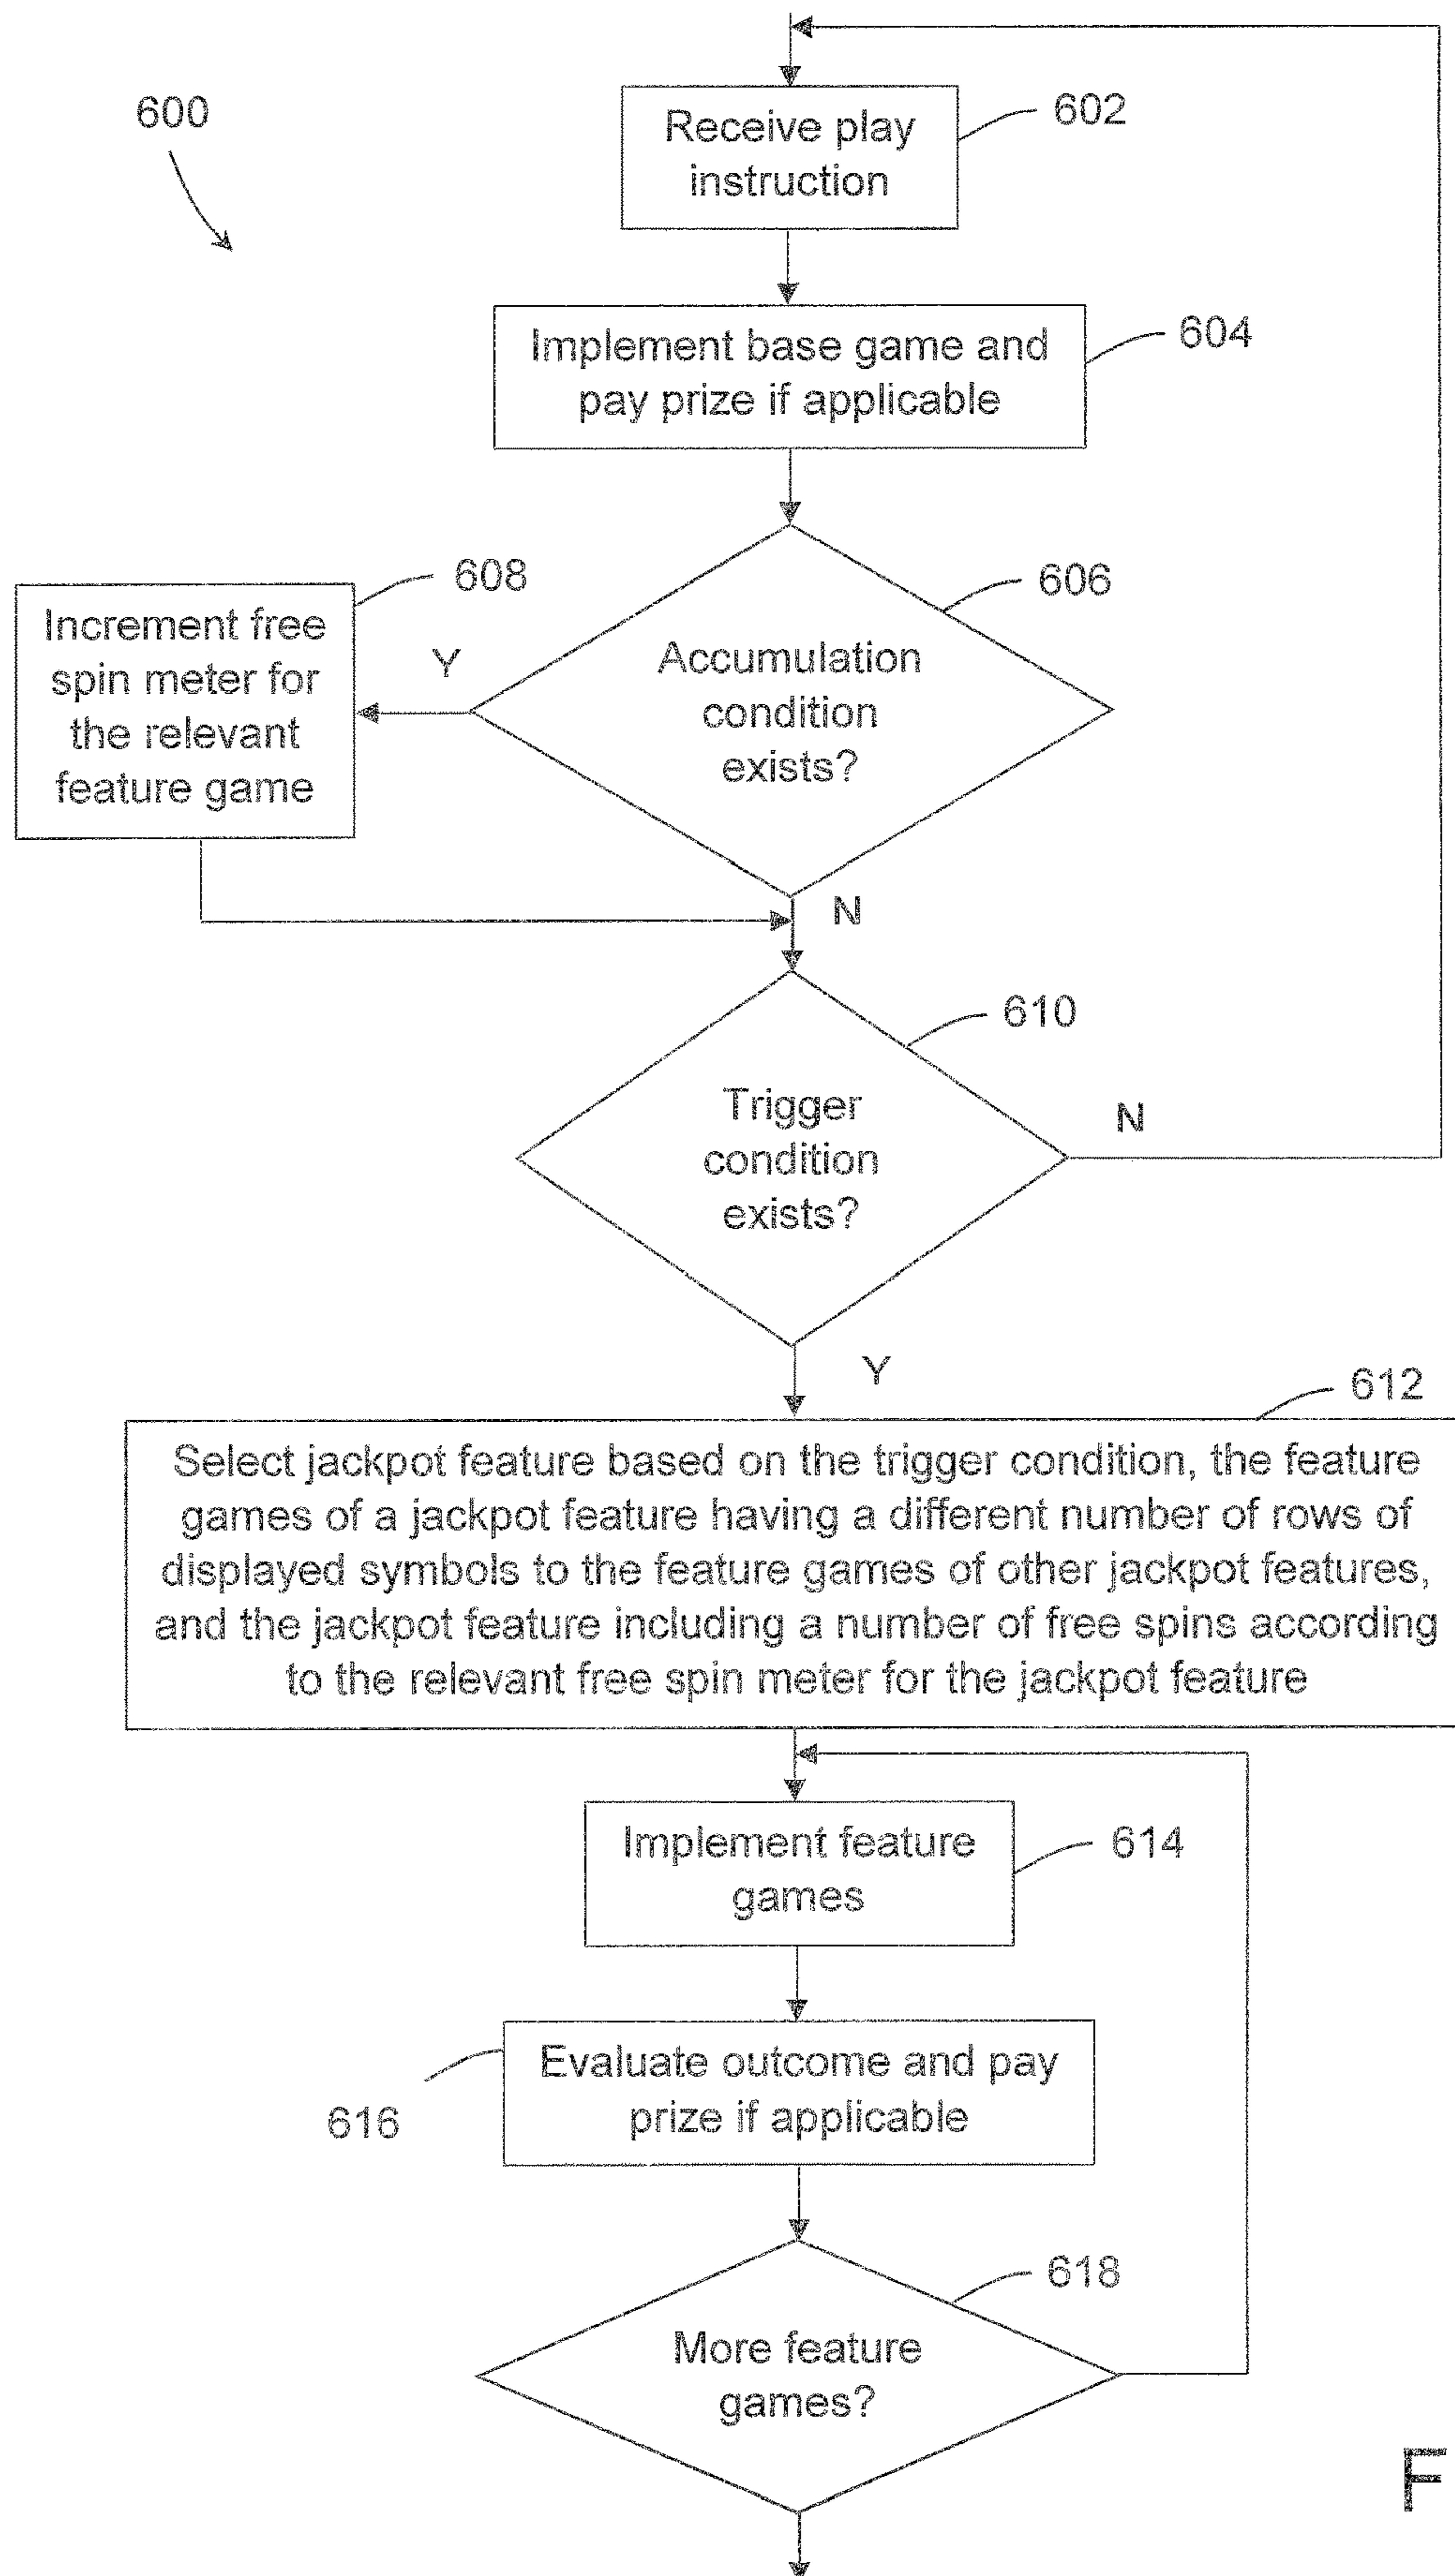 600
Receive play
instruction
602
Implement base game and
pay prize if applicable
604
608
Increment free
spin meter for
the relevant
feature game
Y
606
Accumulation
condition
exists?
N
610
Trigger
condition
exists?
N
Y
612
Select jackpot feature based on the trigger condition, the feature
games of a jackpot feature having a different number of rows of
displayed symbols to the feature games of other jackpot features,
and the jackpot feature including a number of free spins according
to the relevant free spin meter for the jackpot feature
Implement feature
games
614
Evaluate outcome and pay
prize if applicable
616
618
More feature
games?
F